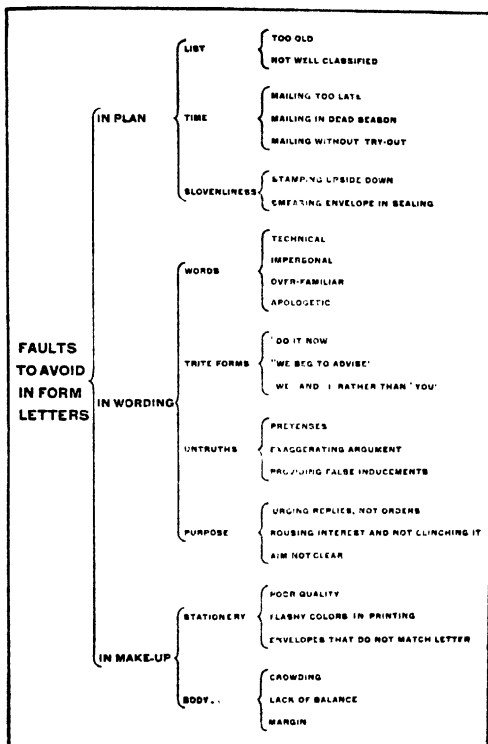 FAULTS
TO AVOID
IN FORM
LETTERS
IN PLAN
LIST
TOO OLD
NOT WELL CLASSIFIED
TIME
MAILING TOO LATE
MAILING IN DEAD SEASON
MAILING WITHOUT TRY-OUT
SLOVENLINESS
STAMPING UPSIDE DOWN
SMEARING ENVELOPE IN SEALING
IN WORDING
WORDS
TECHNICAL
IMPERSONAL
OVER-FAMILIAR
APOLOGETIC
TRITE FORMS
'DO IT NOW
"WE BEG TO ADVISE'
WE AND I RATHER THAN 'YOU'
UNTRUTHS
PRETENSES
EXAGGERATING ARGUMENT
PROVIDING FALSE INDUCEMENTS
PURPOSE
URGING REPLIES, NOT ORDERS
ROUSING INTEREST AND NOT CLINCHING IT
AIM NOT CLEAR
IN MAKE-UP
STATIONERY
POOR QUALITY
FLASHY COLORS IN PRINTING
ENVELOPES THAT DO NOT MATCH LETTER
BODY..
CROWDING
LACK OF BALANCE
MARGIN